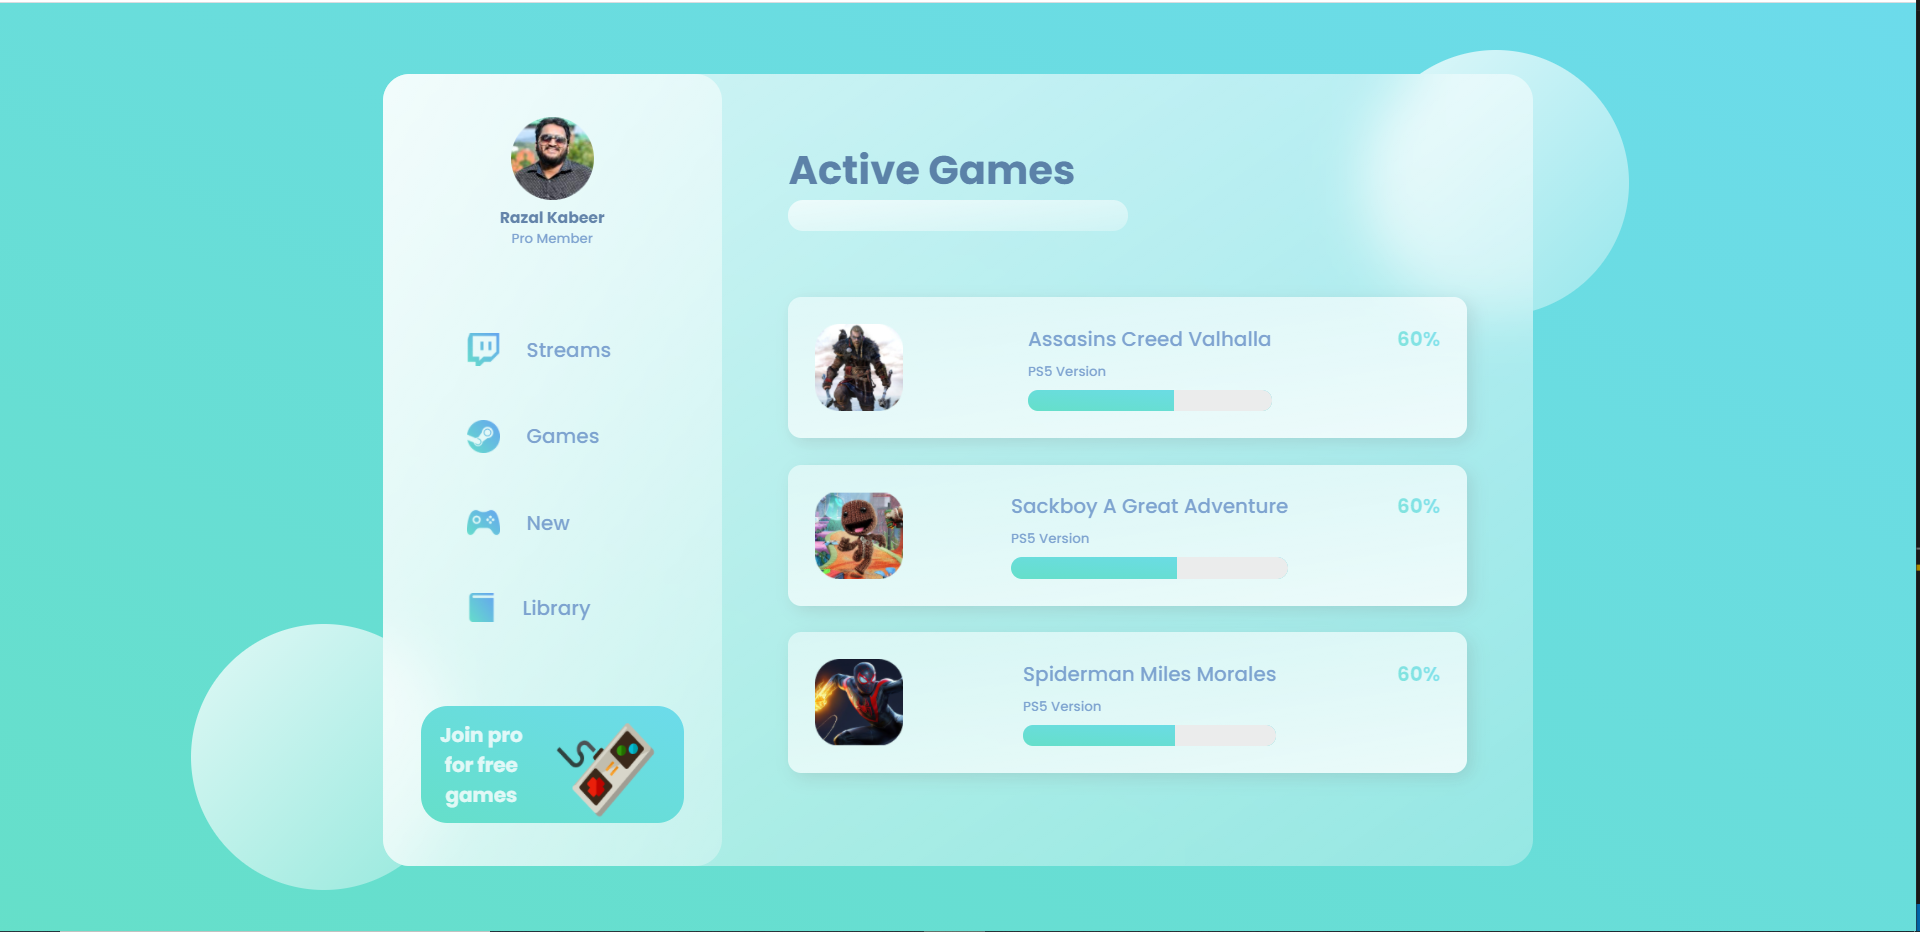 Razal Kabeer
Pro Member
Streams
Games
New
Library
Join pro
for free
games
Active Games
Assasins Creed Valhalla
60%
PS5 Version
Sackboy A Great Adventure
60%
PS5 Version
Spiderman Miles Morales
60%
PS5 Version